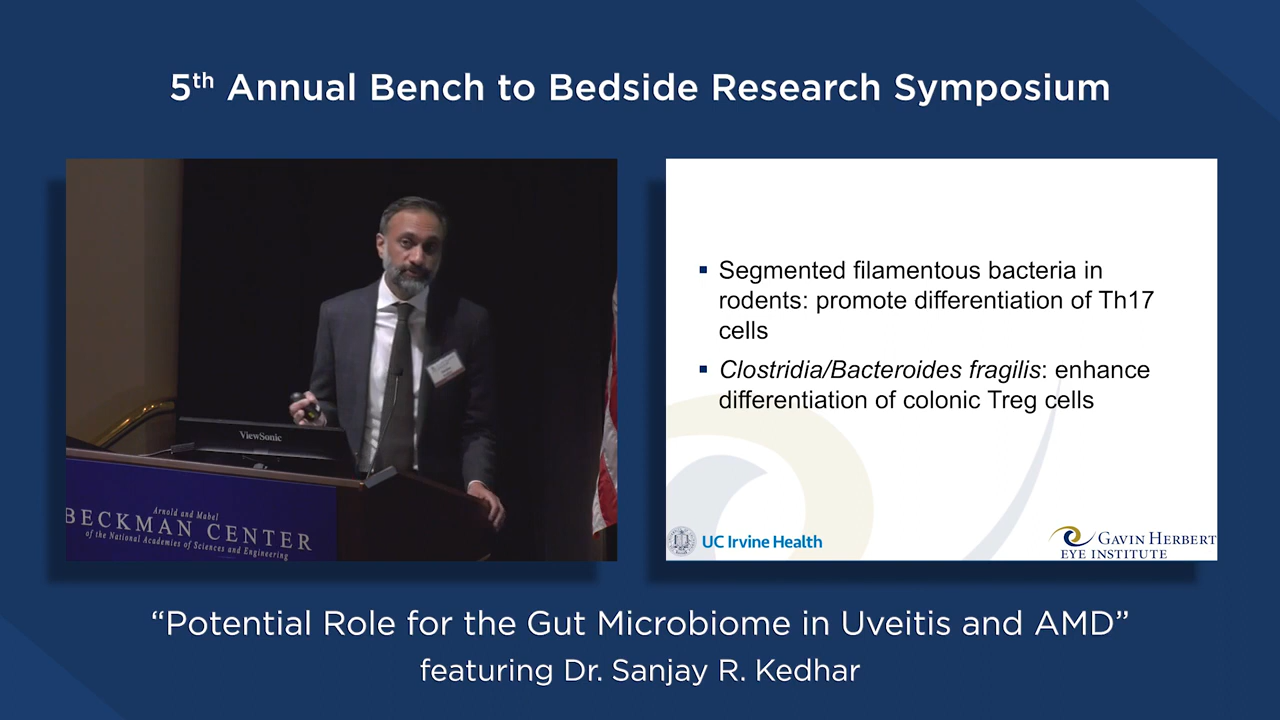 5th Annual Bench to Bedside Research Symposium
ViewSonic
Arnold and Mabel
BECKMAN CENTER
of the National Academies of Sciences and Engineering
▪ Segmented filamentous bacteria in
rodents: promote differentiation of Th17
cells
▪ Clostridia/Bacteroides fragilis: enhance
differentiation of colonic Treg cells
UC Irvine Health
GAVIN HERBERT
EYE INSTITUTE
“Potential Role for the Gut Microbiome in Uveitis and AMD”
featuring Dr. Sanjay R. Kedhar